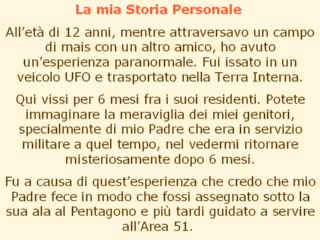 La mia Storia Personale
All'età di 12 anni, mentre attraversavo un campo
di mais con un altro amico, ho avuto
un'esperienza paranormale. Fui issato in un
veicolo UFO e trasportato nella Terra Interna.
Qui vissi per 6 mesi fra i suoi residenti. Potete
immaginare la meraviglia dei miei genitori,
specialmente di mio Padre che era in servizio
militare a quel tempo, nel vedermi ritornare
misteriosamente dopo 6 mesi.
Fu a causa di quest'esperienza che credo che mio
Padre fece in modo che fossi assegnato sotto la
sua ala al Pentagono e più tardi guidato a servire
all'Area 51.